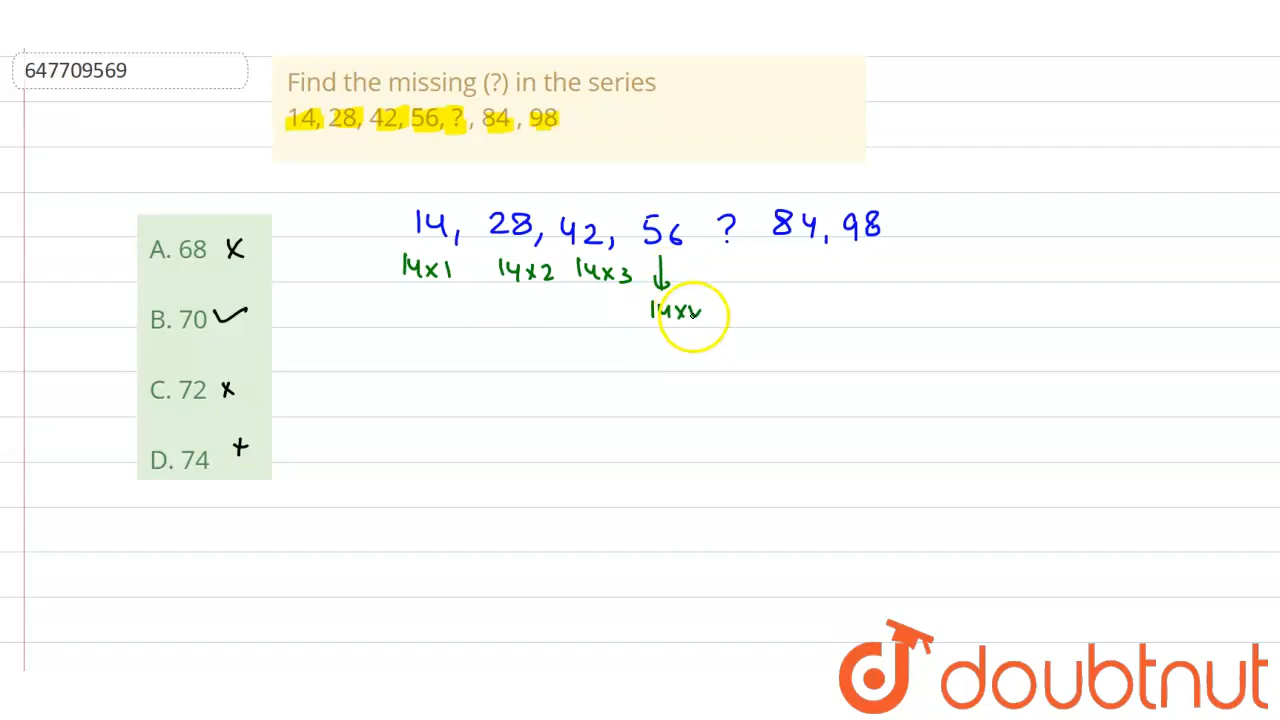 647709569
Find the missing (?) in the series
14, 28, 42, 56, ? , 84 , 98
14, 28, 42, 56 ? 84, 98
A. 68 x
14x1 14x2 14x3
14x
B. 70 ✓
C. 72 x
D. 74 +
doubtnut